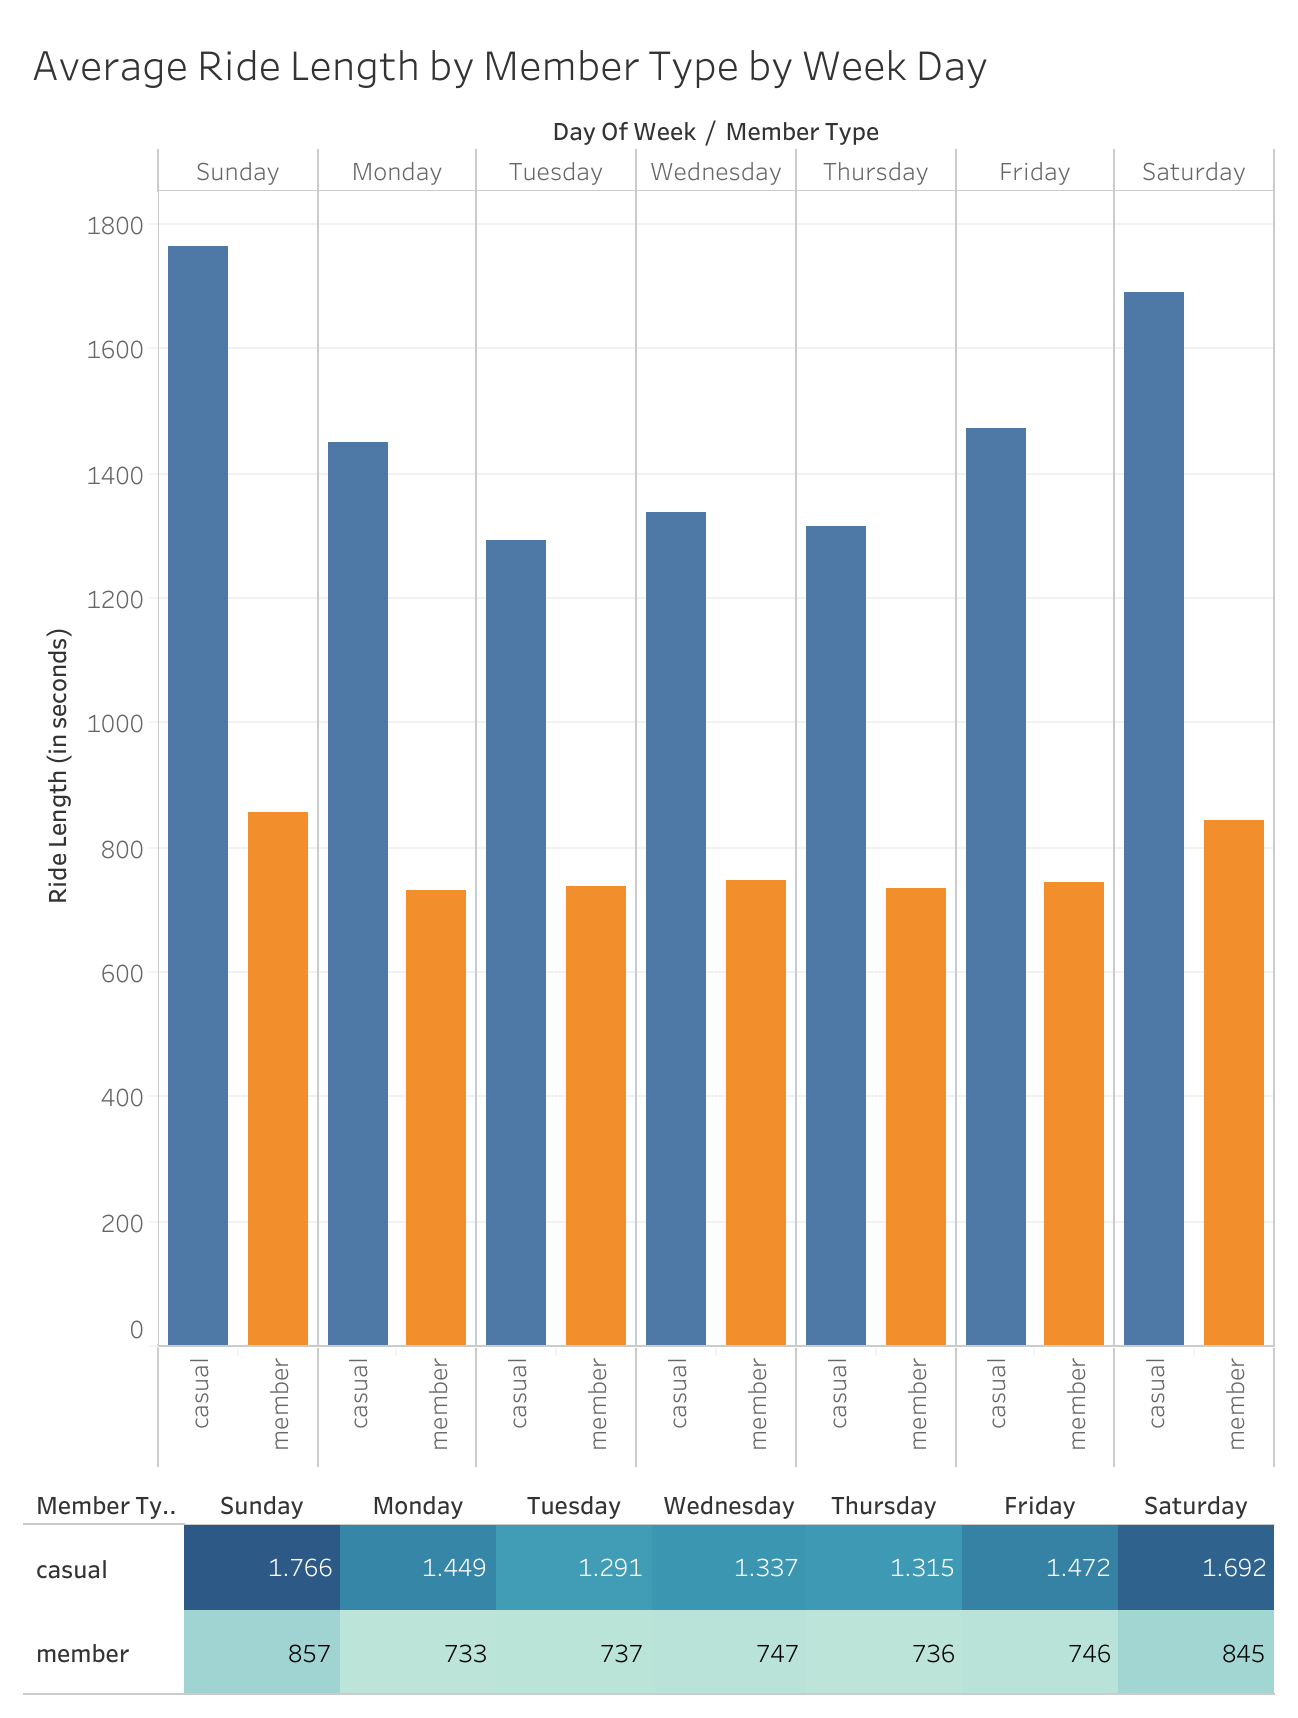 Average Ride Length by Member Type by Week Day
Day Of Week / Member Type
Sunday Monday Tuesday Wednesday Thursday Friday Saturday
1800
1600
1400
1200
1000
800
600
400
200
0
Ride Length (in seconds)
casual member casual member casual member casual member casual member casual member casual member
Member Ty.. Sunday Monday Tuesday Wednesday Thursday Friday Saturday
casual 1.766 1.449 1.291 1.337 1.315 1.472 1.692
member 857 733 737 747 736 746 845